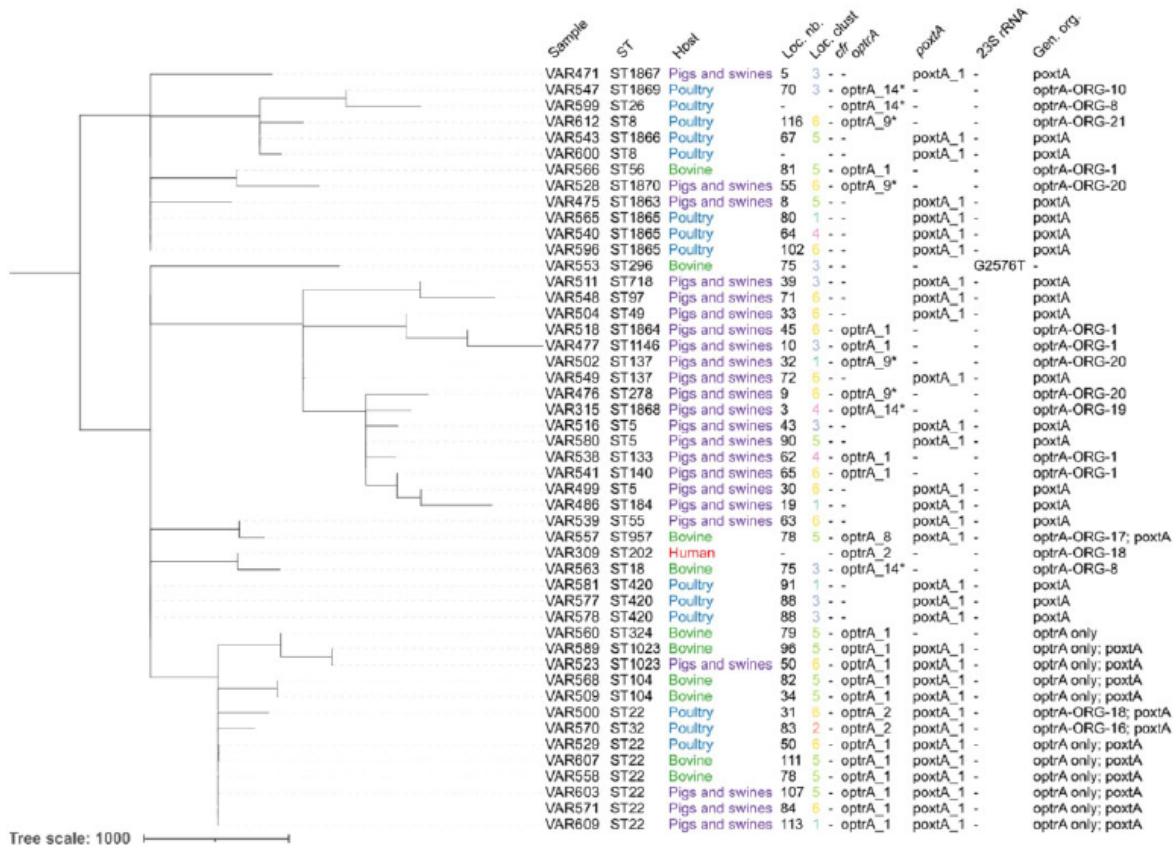 Sample ST Host Loc. nb. Loc. clust cfr optrA poxtA 23S rRNA Gen. org.
VAR471 ST1867 Pigs and swines 5 3 - - poxtA_1 - poxtA
VAR547 ST1869 Poultry 70 3 - optrA_14* - - optrA-ORG-10
VAR599 ST26 Poultry - - optrA_14* - - optrA-ORG-8
VAR612 ST8 Poultry 116 6 - optrA_9* - - optrA-ORG-21
VAR543 ST1866 Poultry 67 5 - - poxtA_1 - poxtA
VAR600 ST8 Poultry - - - poxtA_1 - poxtA
VAR566 ST56 Bovine 81 5 - optrA_1 - - optrA-ORG-1
VAR528 ST1870 Pigs and swines 55 6 - optrA_9* - - optrA-ORG-20
VAR475 ST1863 Pigs and swines 8 5 - - poxtA_1 - poxtA
VAR565 ST1865 Poultry 80 1 - - poxtA_1 - poxtA
VAR540 ST1865 Poultry 64 4 - - poxtA_1 - poxtA
VAR596 ST1865 Poultry 102 6 - - poxtA_1 - poxtA
VAR553 ST296 Bovine 75 3 - - - G2576T -
VAR511 ST718 Pigs and swines 39 3 - - poxtA_1 - poxtA
VAR548 ST97 Pigs and swines 71 6 - - poxtA_1 - poxtA
VAR504 ST49 Pigs and swines 33 6 - - poxtA_1 - poxtA
VAR518 ST1864 Pigs and swines 45 6 - optrA_1 - - optrA-ORG-1
VAR477 ST1146 Pigs and swines 10 3 - optrA_1 - - optrA-ORG-1
VAR502 ST137 Pigs and swines 32 1 - optrA_9* - - optrA-ORG-20
VAR549 ST137 Pigs and swines 72 6 - - poxtA_1 - poxtA
VAR476 ST278 Pigs and swines 9 6 - optrA_9* - - optrA-ORG-20
VAR315 ST1868 Pigs and swines 3 4 - optrA_14* - - optrA-ORG-19
VAR516 ST5 Pigs and swines 43 3 - - poxtA_1 - poxtA
VAR580 ST5 Pigs and swines 90 5 - - poxtA_1 - poxtA
VAR538 ST133 Pigs and swines 62 4 - optrA_1 - - optrA-ORG-1
VAR541 ST140 Pigs and swines 65 6 - optrA_1 - - optrA-ORG-1
VAR499 ST5 Pigs and swines 30 6 - - poxtA_1 - poxtA
VAR486 ST184 Pigs and swines 19 1 - - poxtA_1 - poxtA
VAR539 ST55 Pigs and swines 63 6 - - poxtA_1 - poxtA
VAR557 ST957 Bovine 78 5 - optrA_8 poxtA_1 - optrA-ORG-17; poxtA
VAR309 ST202 Human - - optrA_2 - - optrA-ORG-18
VAR563 ST18 Bovine 75 3 - optrA_14* - - optrA-ORG-8
VAR581 ST420 Poultry 91 1 - - poxtA_1 - poxtA
VAR577 ST420 Poultry 88 3 - - poxtA_1 - poxtA
VAR578 ST420 Poultry 88 3 - - poxtA_1 - poxtA
VAR560 ST324 Bovine 79 5 - optrA_1 - - optrA only
VAR589 ST1023 Bovine 96 5 - optrA_1 poxtA_1 - optrA only; poxtA
VAR523 ST1023 Pigs and swines 50 6 - optrA_1 poxtA_1 - optrA only; poxtA
VAR568 ST104 Bovine 82 5 - optrA_1 poxtA_1 - optrA only; poxtA
VAR509 ST104 Bovine 34 5 - optrA_1 poxtA_1 - optrA only; poxtA
VAR500 ST22 Poultry 31 6 - optrA_2 poxtA_1 - optrA-ORG-18; poxtA
VAR570 ST32 Poultry 83 2 - optrA_2 poxtA_1 - optrA-ORG-16; poxtA
VAR529 ST22 Poultry 50 6 - optrA_1 poxtA_1 - optrA only; poxtA
VAR607 ST22 Bovine 111 5 - optrA_1 poxtA_1 - optrA only; poxtA
VAR558 ST22 Bovine 78 5 - optrA_1 poxtA_1 - optrA only; poxtA
VAR603 ST22 Pigs and swines 107 5 - optrA_1 poxtA_1 - optrA only; poxtA
VAR571 ST22 Pigs and swines 84 6 - optrA_1 poxtA_1 - optrA only; poxtA
VAR609 ST22 Pigs and swines 113 1 - optrA_1 poxtA_1 - optrA only; poxtA
Tree scale: 1000